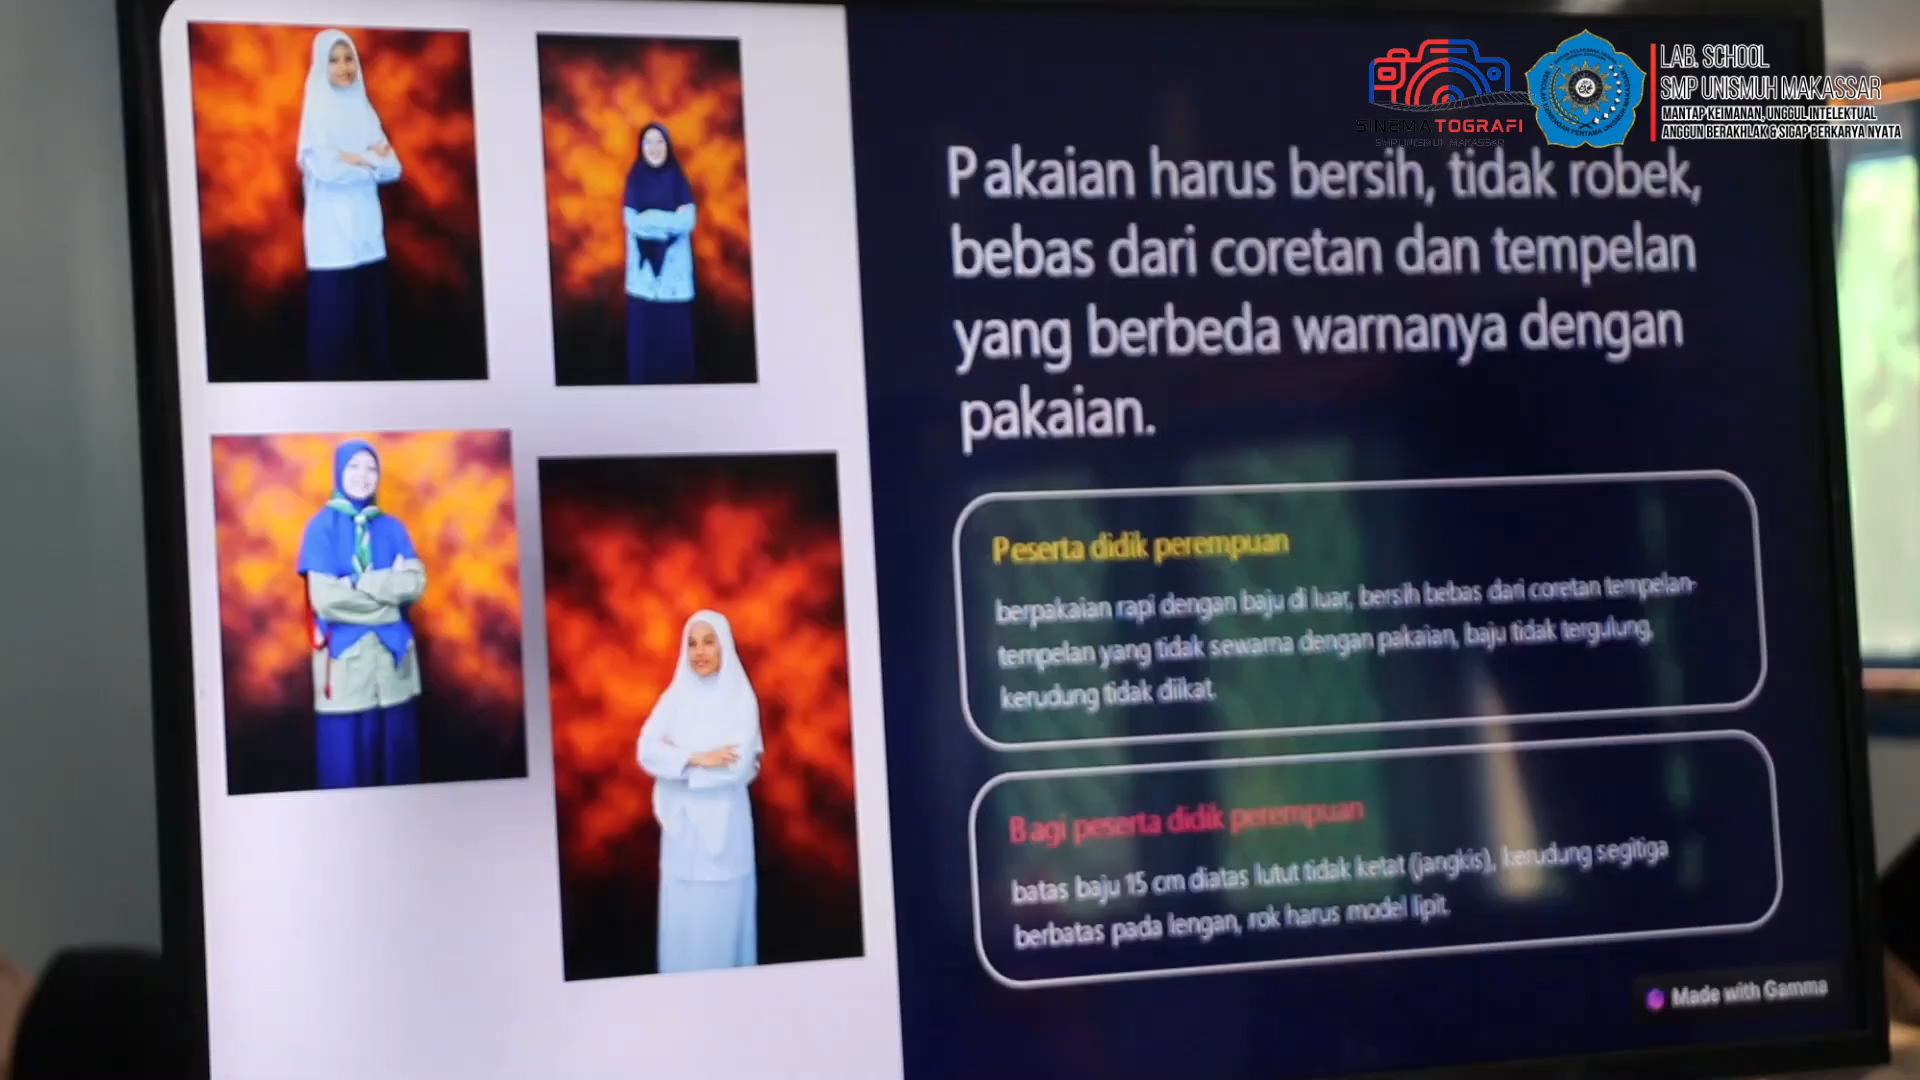 SINEMATOGRAFI
SMP UNISMUH MAKASSAR
LAB. SCHOOL
SMP UNISMUH MAKASSAR
MANTAP KEIMANAN, UNGGUL INTELEKTUAL
ANGGUN BERAKHLAK & SIGAP BERKARYA NYATA
Pakaian harus bersih, tidak robek,
bebas dari coretan dan tempelan
yang berbeda warnanya dengan
pakaian.
Peserta didik perempuan
berpakaian rapi dengan baju di luar, bersih bebas dari coretan tempelan-
tempelan yang tidak sewarna dengan pakaian, baju tidak tergulung,
kerudung tidak diikat.
Bagi peserta didik perempuan
batas baju 15 cm diatas lutut tidak ketat (jangkis), kerudung segitiga
berbatas pada lengan, rok harus model lipit.
Made with Gamma